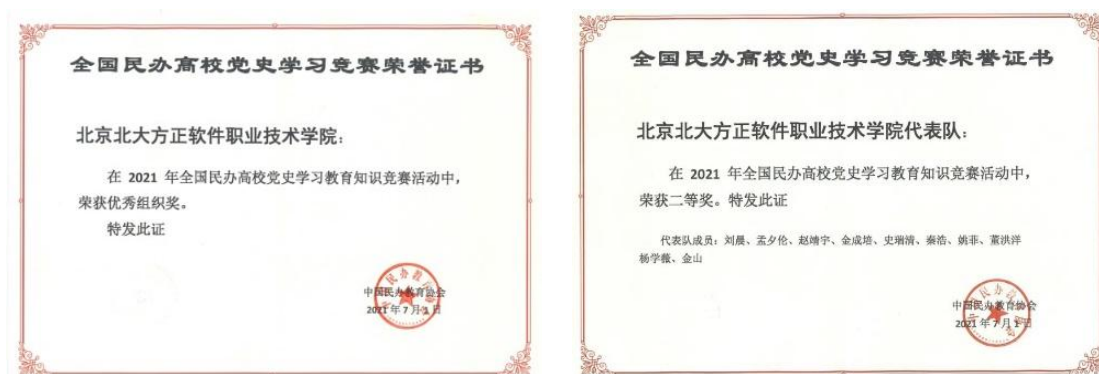 全国民办高校党史学习竞赛荣誉证书
北京北大方正软件职业技术学院：
在 2021 年全国民办高校党史学习教育知识竞赛活动中，
荣获优秀组织奖。
特发此证
中国民办教育协会
2021 年 7 月 1 日
全国民办高校党史学习竞赛荣誉证书
北京北大方正软件职业技术学院代表队：
在 2021 年全国民办高校党史学习教育知识竞赛活动中，
荣获二等奖。特发此证
代表队成员：刘晨、孟夕伦、赵靖宇、金成培、史瑞清、秦浩、姚菲、董洪洋
杨学薇、金山
中国民办教育协会
2021 年 7 月 1 日